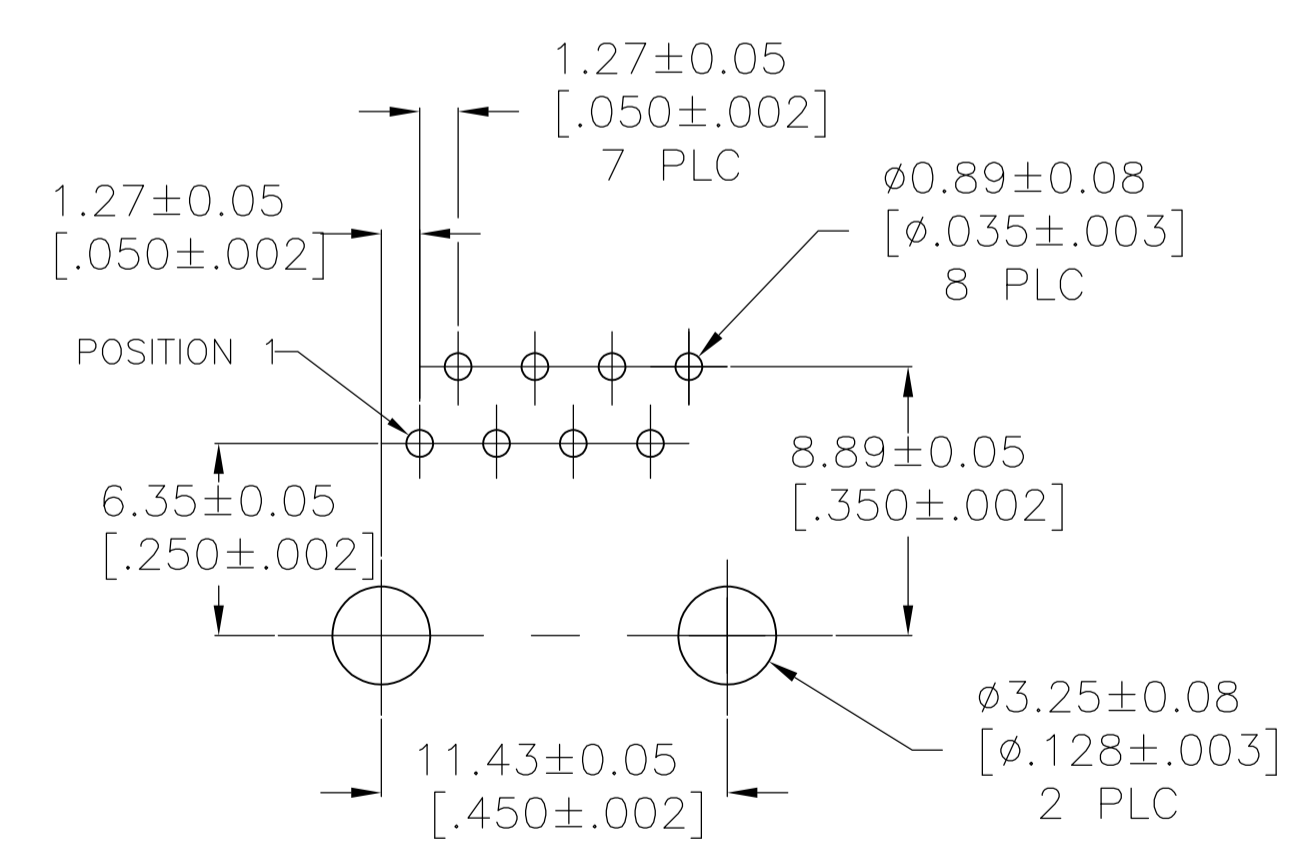 1.27±0.05
[.050±.002]
7 PLC
1.27±0.05
[.050±.002]
ø0.89±0.08
[ø.035±.003]
8 PLC
POSITION 1
8.89±0.05
[.350±.002]
6.35±0.05
[.250±.002]
ø3.25±0.08
[ø.128±.003]
2 PLC
11.43±0.05
[.450±.002]